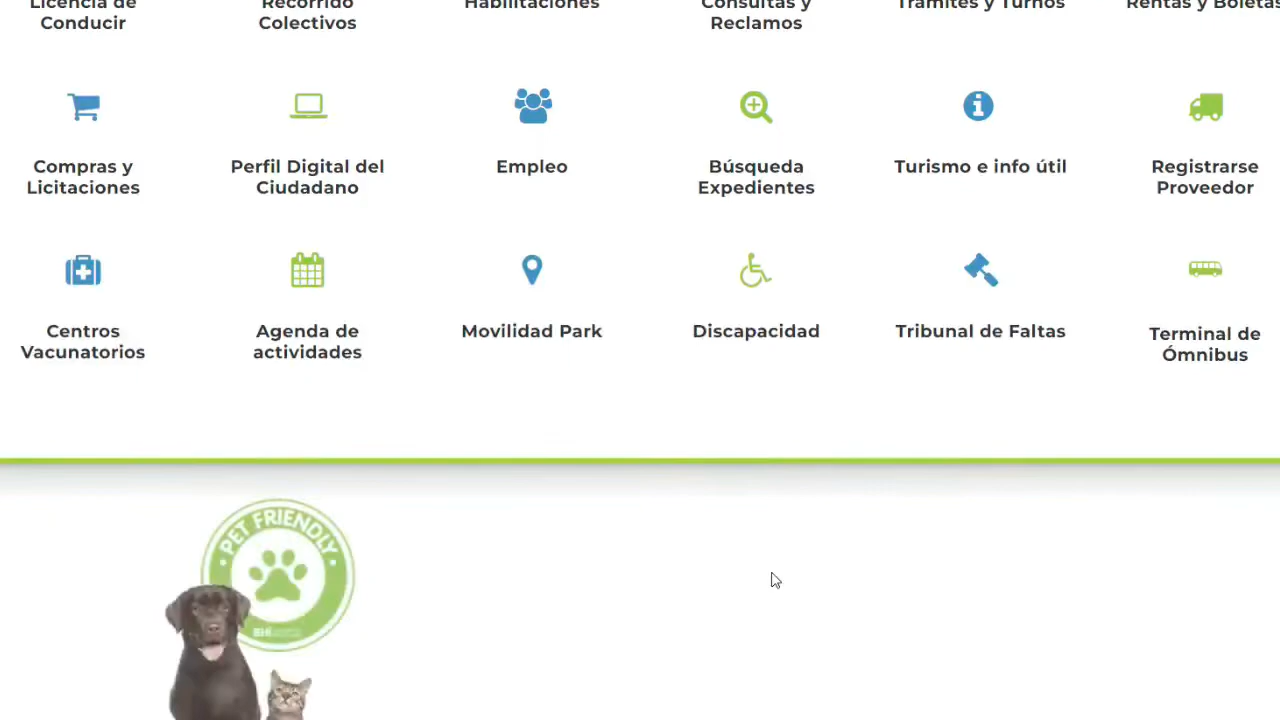 Licencia de
Conducir
Recorrido
Colectivos
Habilitaciones
Consultas y
Reclamos
Trámites y Turnos
Rentas y Boletas
Compras y
Licitaciones
Perfil Digital del
Ciudadano
Empleo
Búsqueda
Expedientes
Turismo e info útil
Registrarse
Proveedor
Centros
Vacunatorios
Agenda de
actividades
Movilidad Park
Discapacidad
Tribunal de Faltas
Terminal de
Ómnibus
PET FRIENDLY